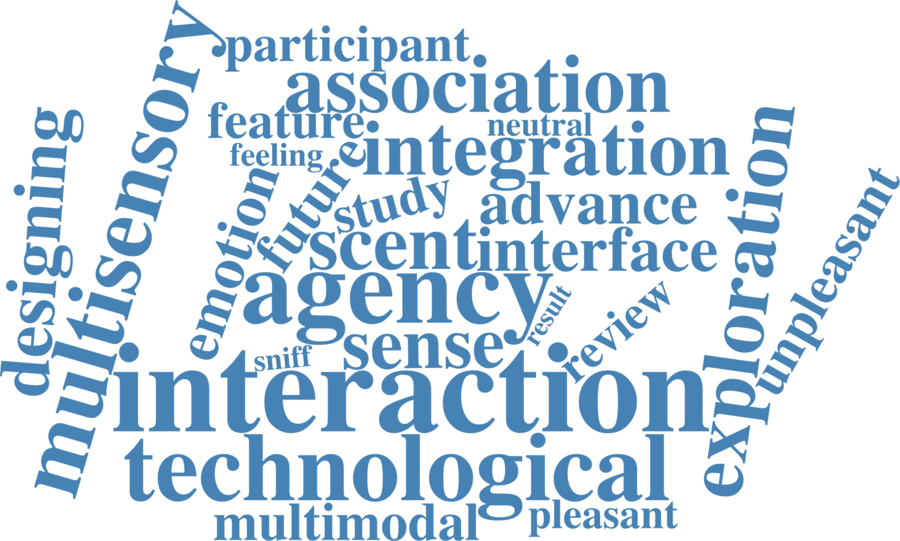 participant
association
feature
neutral
feeling
integration
multisensory
designing
emotion
future
study
advance
scent
interface
agency
exploration
unpleasant
result
review
sense
sniff
interaction
technological
multimodal
pleasant